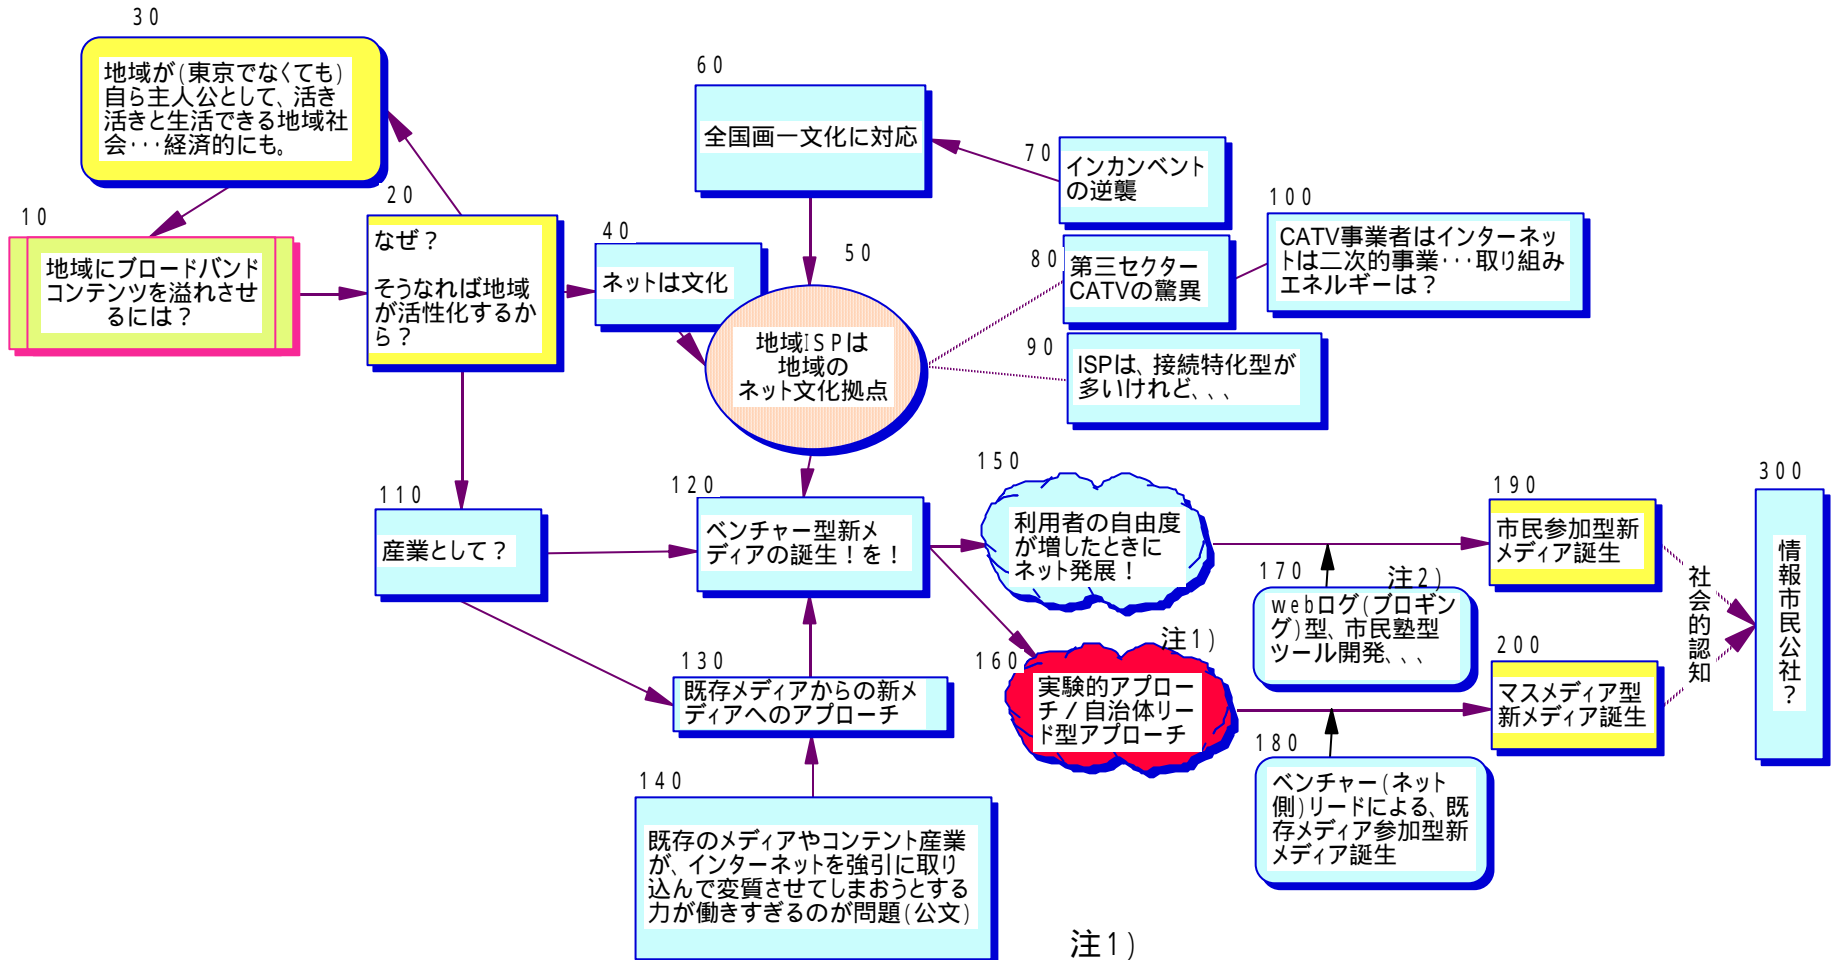 30
地域が(東京でなくても)
自ら主人公として、活き
活きと生活できる地域社
会･･･経済的にも。
10
地域にブロードバンド
コンテンツを溢れさせ
るには？
20
なぜ？
そうなれば地域
が活性化するか
ら？
40
ネットは文化
60
全国画一文化に対応
50
地域ISPは
地域の
ネット文化拠点
70
インカンベント
の逆襲
80
第三セクター
CATVの驚異
100
CATV事業者はインターネッ
トは二次的事業･･･取り組み
エネルギーは？
90
ISPは、接続特化型が
多いけれど、、、
110
産業として？
120
ベンチャー型新メ
ディアの誕生！を！
130
既存メディアからの新メ
ディアへのアプローチ
140
既存のメディアやコンテント産業
が、インターネットを強引に取り
込んで変質させてしまおうとする
力が働きすぎるのが問題(公文)
150
利用者の自由度
が増したときに
ネット発展！
160
注1)
実験的アプロー
チ/自治体リー
ド型アプローチ
170
注2)
webログ(ブロギン
グ)型、市民塾型
ツール開発、、、
180
ベンチャー(ネット
側)リードによる、既
存メディア参加型新
メディア誕生
190
市民参加型新
メディア誕生
200
マスメディア型
新メディア誕生
社会的認知
300
情報市民公社？
注1)